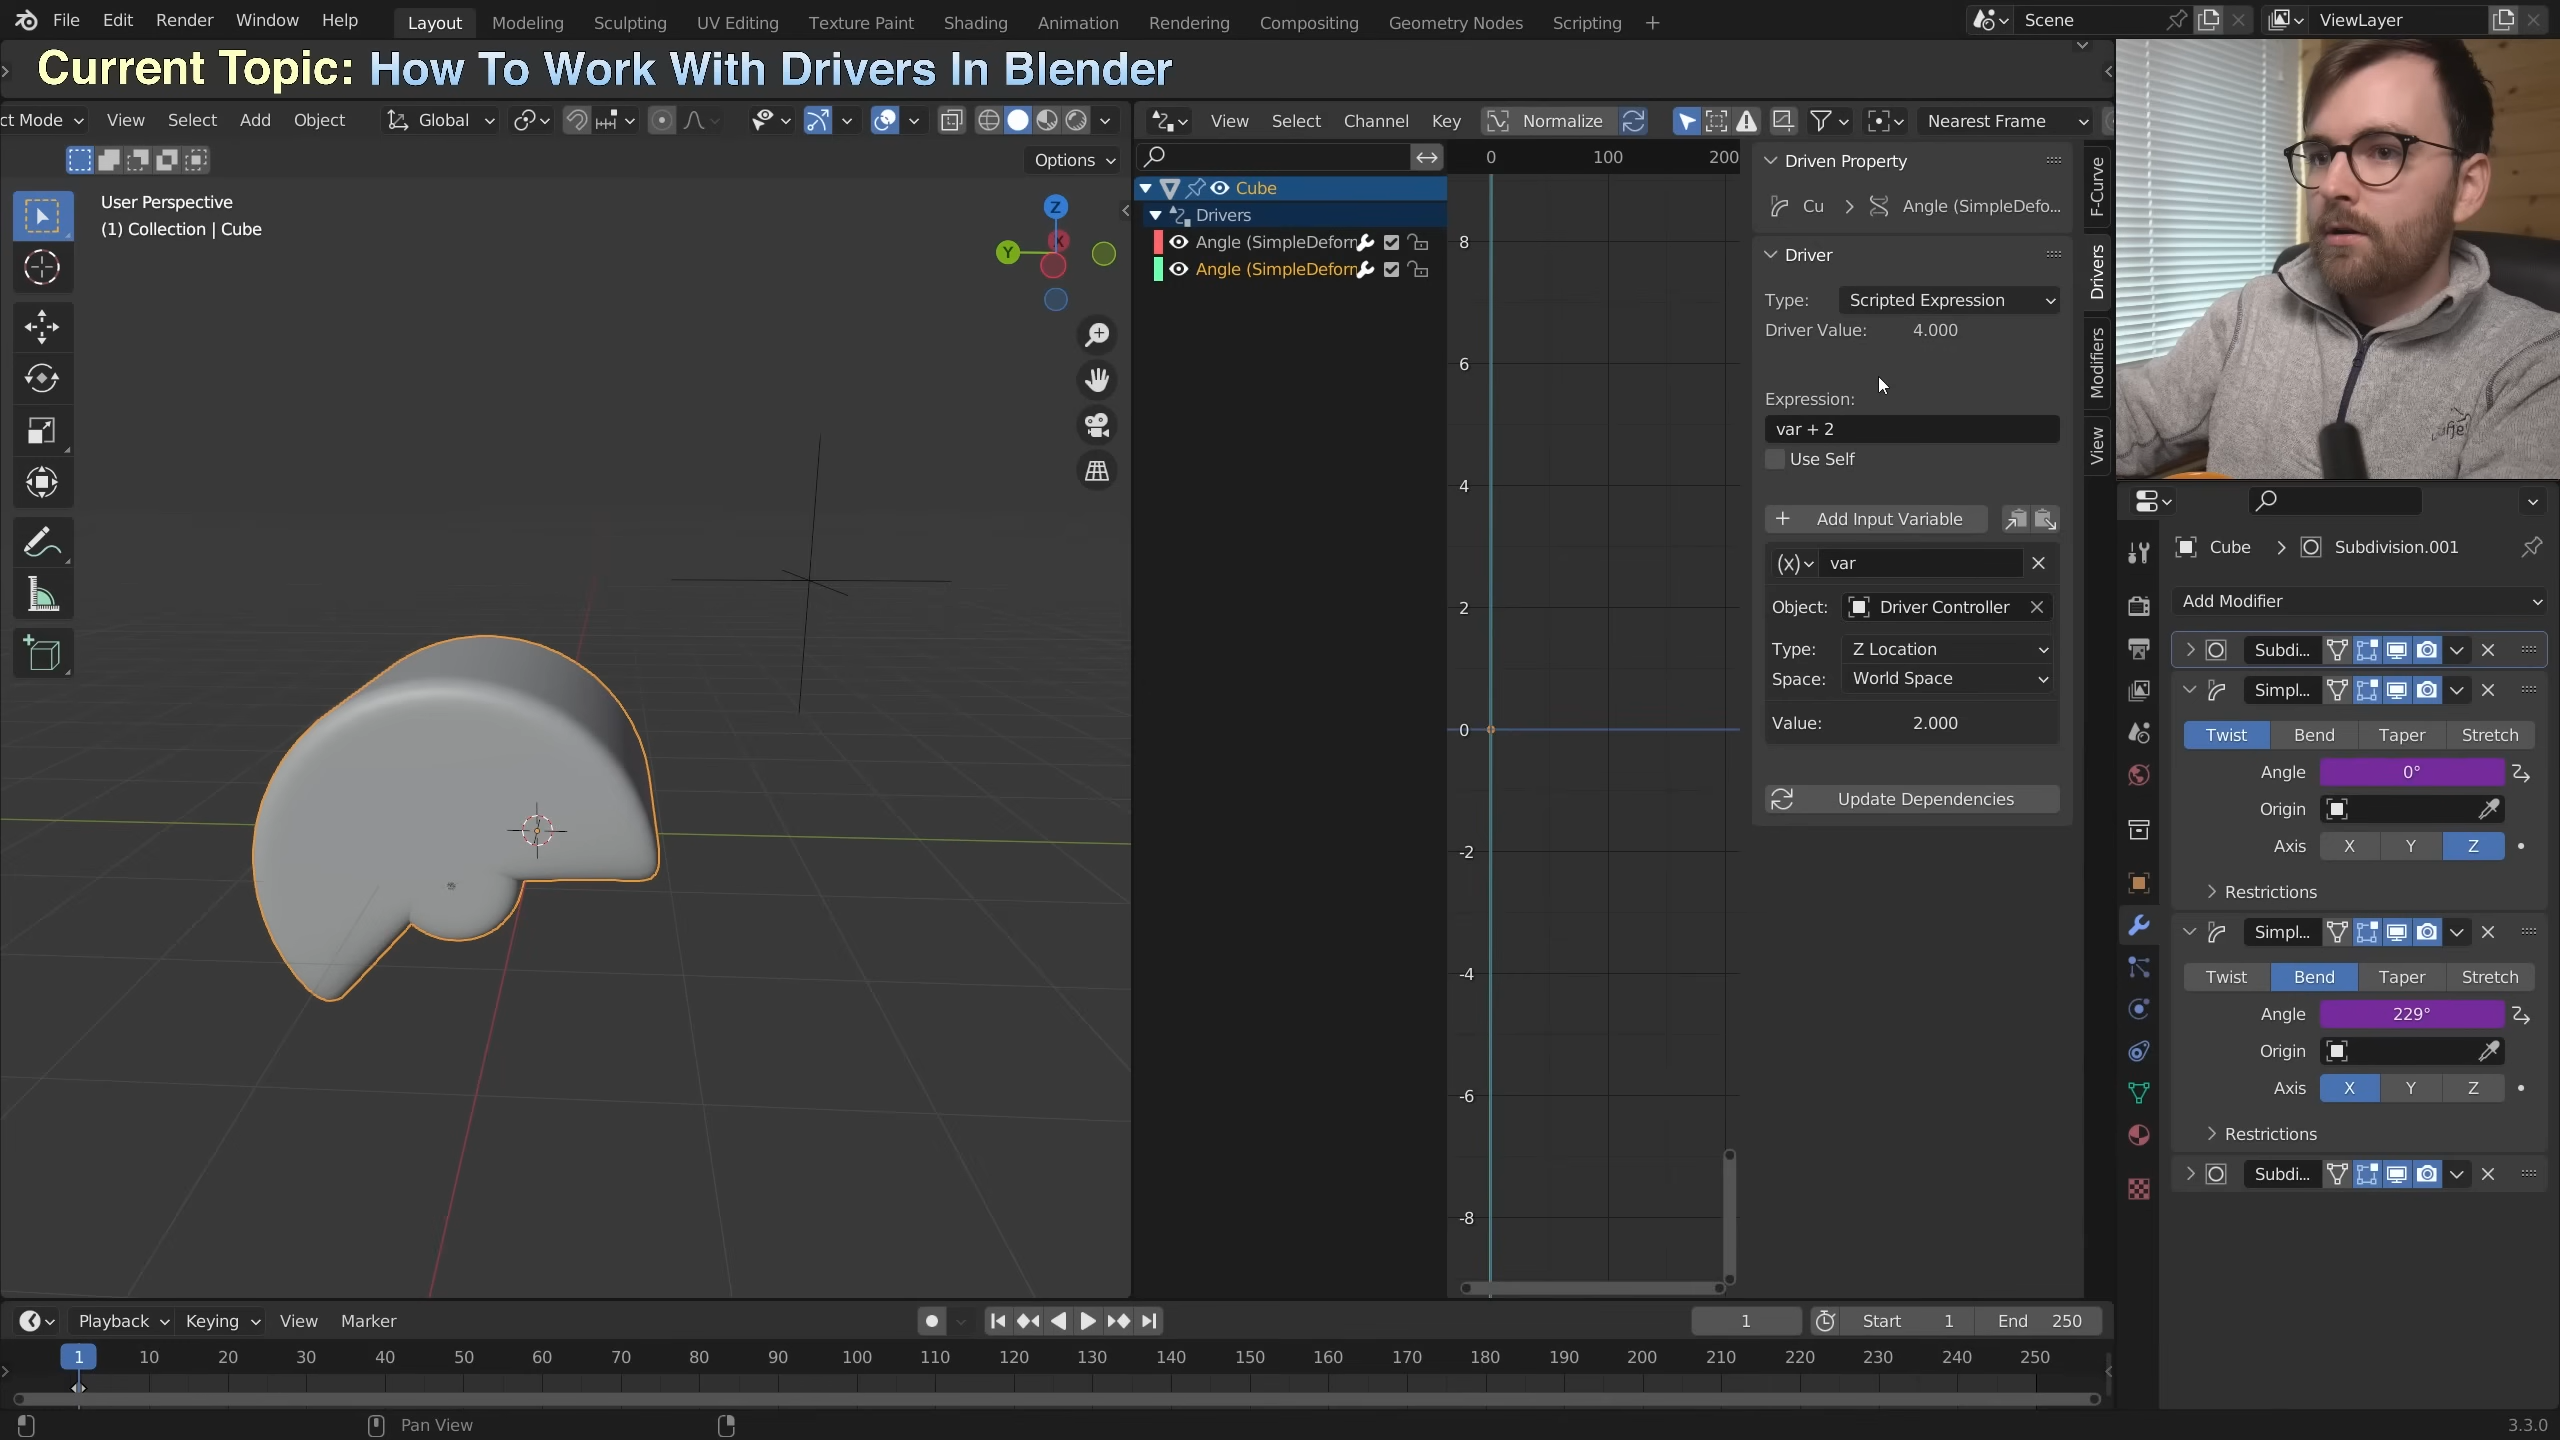 File Edit Render Window Help Layout Modeling Sculpting UV Editing Texture Paint Shading Animation Rendering Compositing Geometry Nodes Scripting + Scene ViewLayer
Current Topic: How To Work With Drivers In Blender
ct Mode View Select Add Object Global
View Select Channel Key Normalize Nearest Frame
Options
User Perspective
(1) Collection | Cube
Z
Y
X
0 100 200
Cube
Drivers
Angle (SimpleDeform
Angle (SimpleDeform
8
6
4
2
0
-2
-4
-6
-8
Driven Property
Cu > Angle (SimpleDefo...
Driver
Type: Scripted Expression
Driver Value: 4.000
Expression:
var + 2
Use Self
+ Add Input Variable
(x) var
Object: Driver Controller
Type: Z Location
Space: World Space
Value: 2.000
Update Dependencies
F-Curve
Drivers
Modifiers
View
Cube > Subdivision.001
Add Modifier
Subdi...
Simpl...
Twist Bend Taper Stretch
Angle 0°
Origin
Axis X Y Z
Restrictions
Simpl...
Twist Bend Taper Stretch
Angle 229°
Origin
Axis X Y Z
Restrictions
Subdi...
Playback Keying View Marker
1 Start 1 End 250
1 10 20 30 40 50 60 70 80 90 100 110 120 130 140 150 160 170 180 190 200 210 220 230 240 250
Pan View
3.3.0